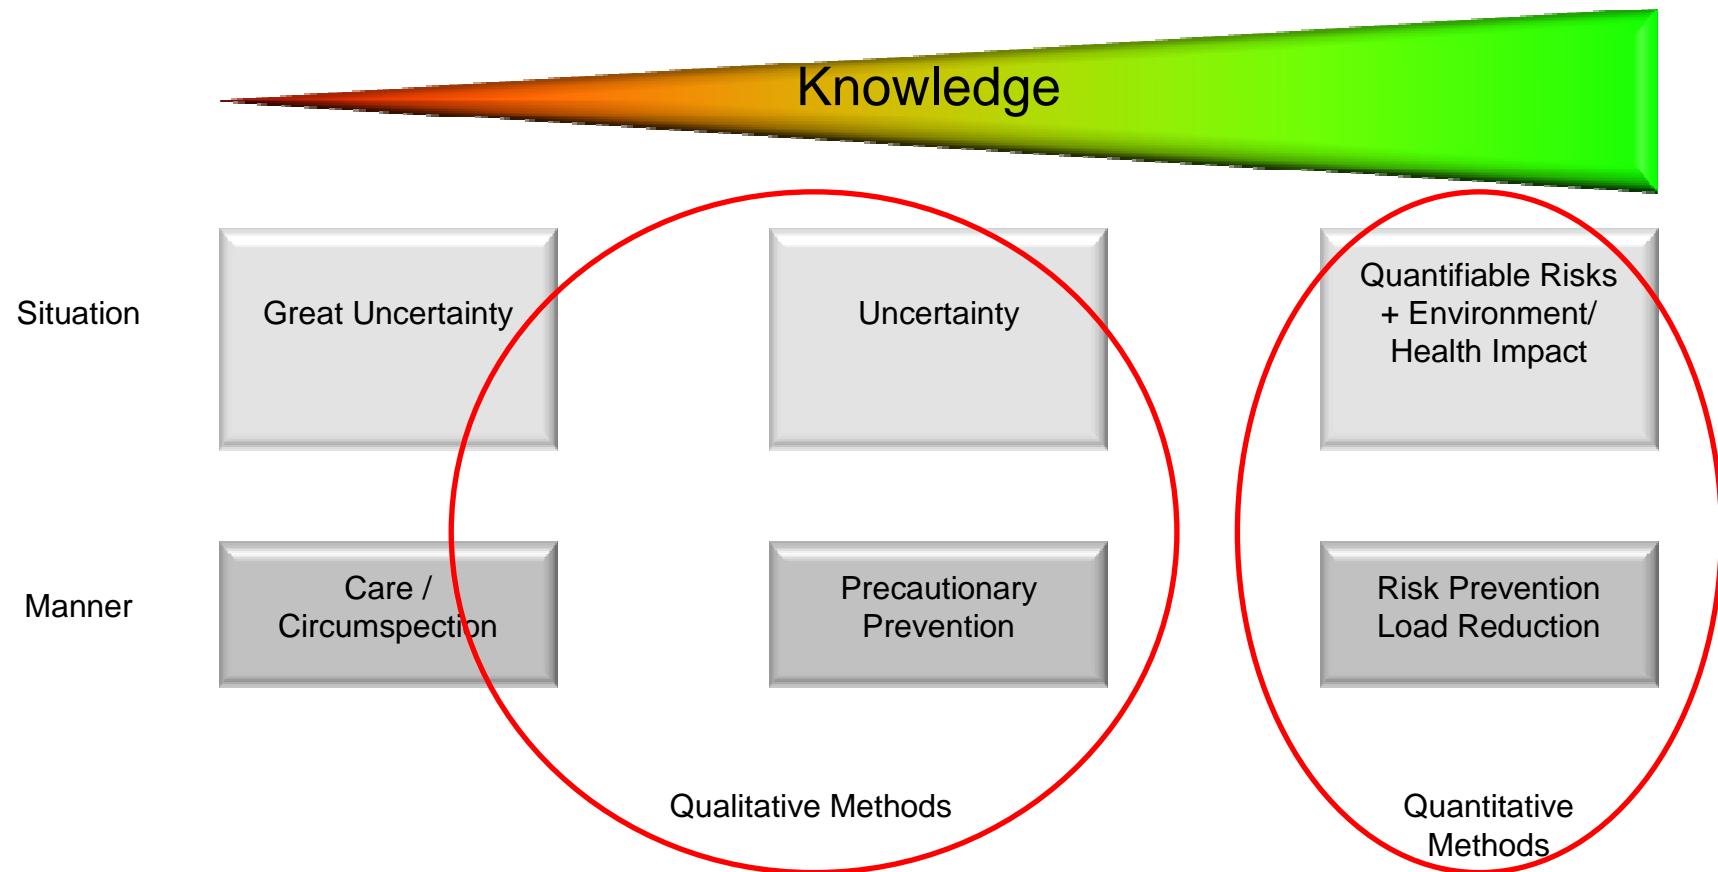 Knowledge
Situation
Great Uncertainty
Uncertainty
Quantifiable Risks
+ Environment/
Health Impact
Manner
Care /
Circumspection
Precautionary
Prevention
Risk Prevention
Load Reduction
Qualitative Methods
Quantitative
Methods